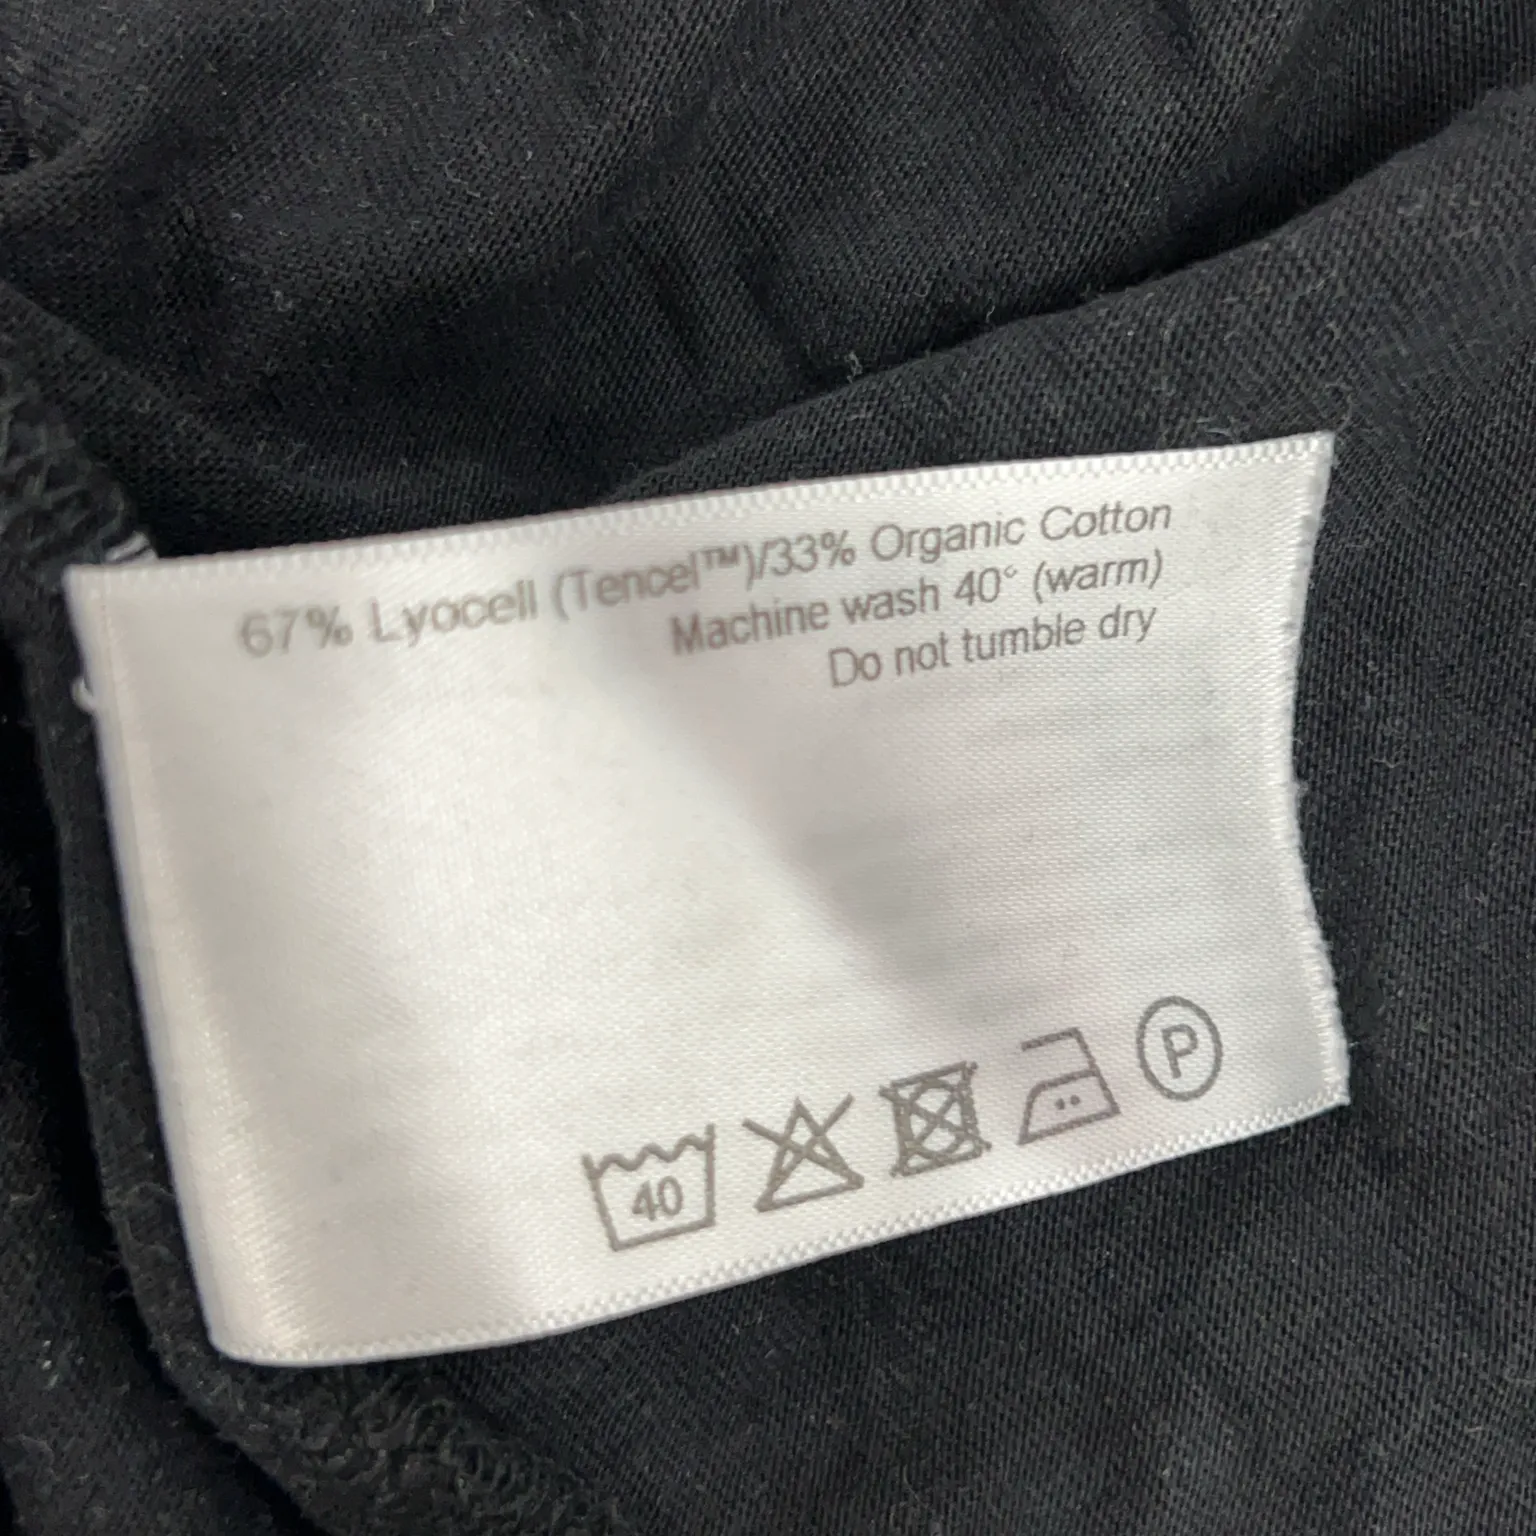 67% Lyocell (Tencel™)/33% Organic Cotton
Machine wash 40° (warm)
Do not tumble dry
40
P